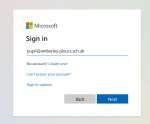 Microsoft
Sign in
No account? Create one!
Can't access your account?
Sign-in options
Back
Next